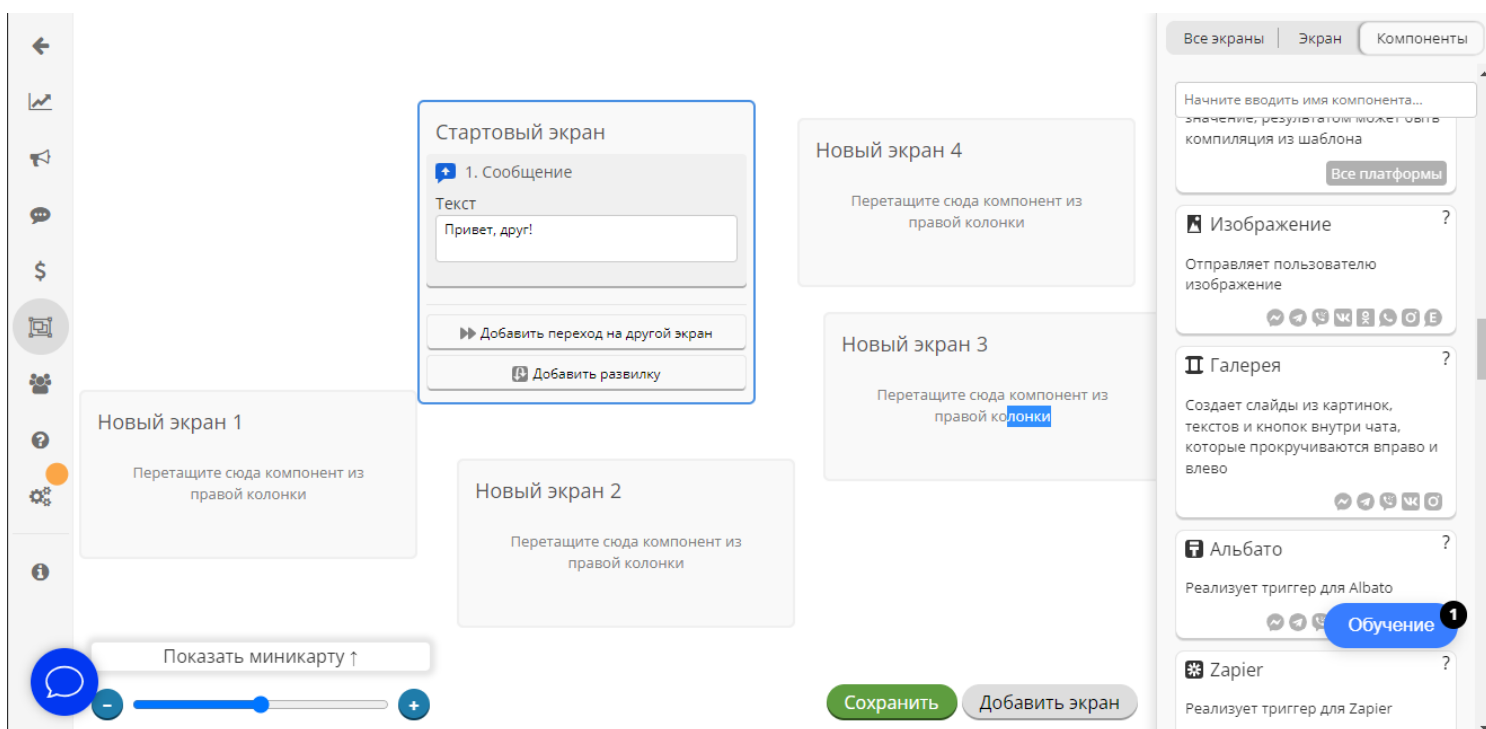 Все экраны
Экран
Компоненты
Начните вводить имя компонента...
значение, результатом может быть
компиляция из шаблона
Все платформы
Стартовый экран
1. Сообщение
Текст
Привет, друг!
Добавить переход на другой экран
Добавить развилку
Новый экран 4
Перетащите сюда компонент из
правой колонки
Новый экран 3
Перетащите сюда компонент из
правой колонки
Новый экран 1
Перетащите сюда компонент из
правой колонки
Новый экран 2
Перетащите сюда компонент из
правой колонки
Изображение
?
Отправляет пользователю
изображение
Галерея
?
Создает слайды из картинок,
текстов и кнопок внутри чата,
которые прокручиваются вправо и
влево
Альбато
?
Реализует триггер для Albato
Обучение
1
Zapier
?
Реализует триггер для Zapier
Показать миникарту ↑
Сохранить
Добавить экран